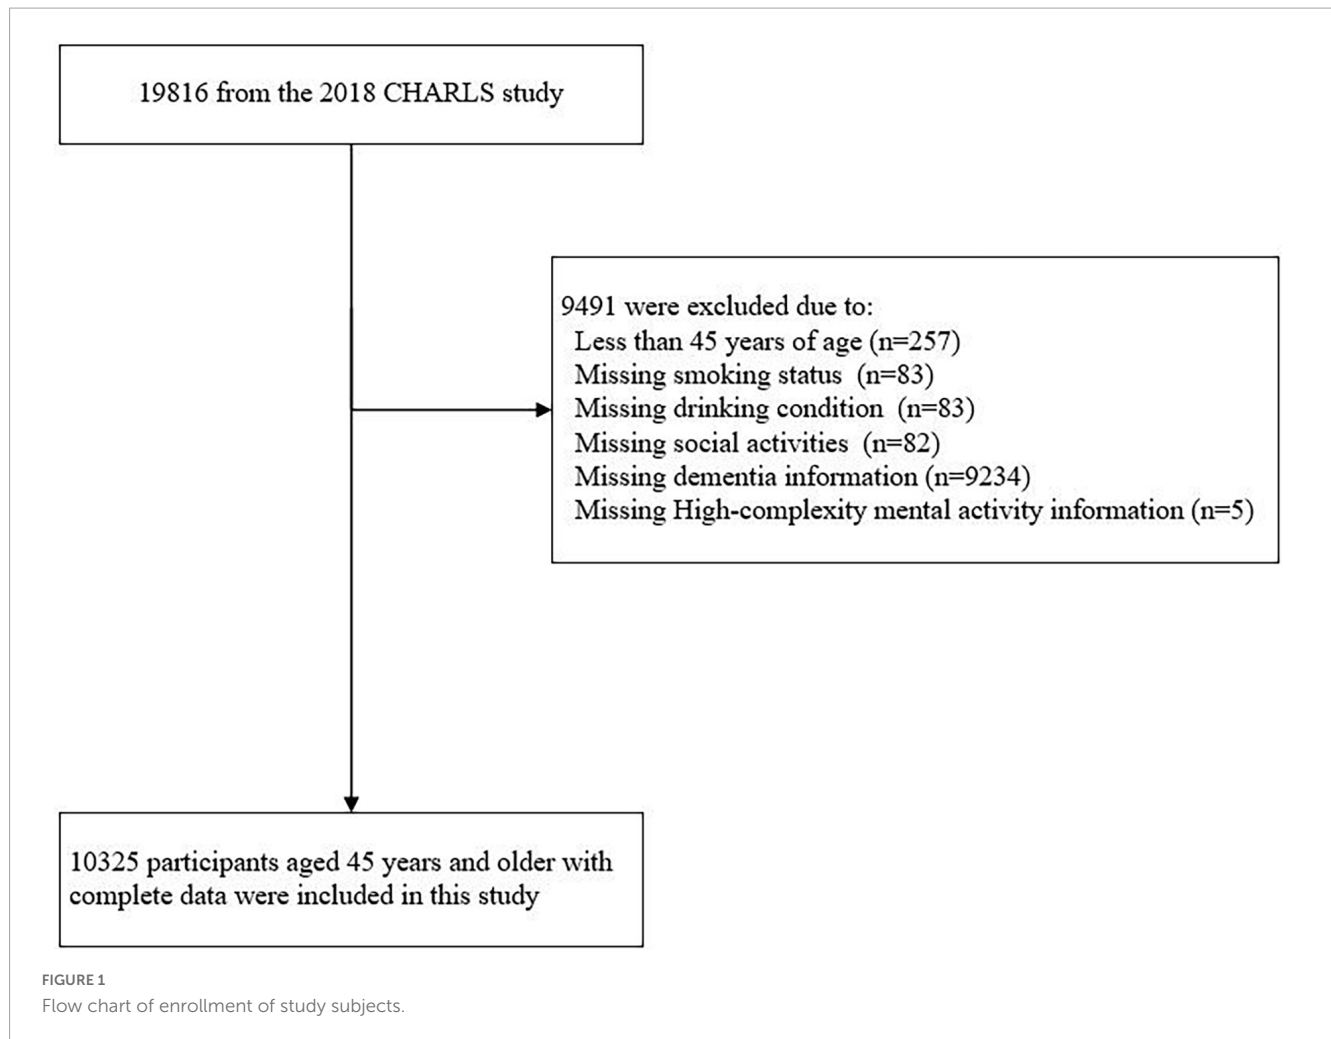 19816 from the 2018 CHARLS study
9491 were excluded due to:
Less than 45 years of age (n=257)
Missing smoking status (n=83)
Missing drinking condition (n=83)
Missing social activities (n=82)
Missing dementia information (n=9234)
Missing High-complexity mental activity information (n=5)
10325 participants aged 45 years and older with
complete data were included in this study
FIGURE 1
Flow chart of enrollment of study subjects.